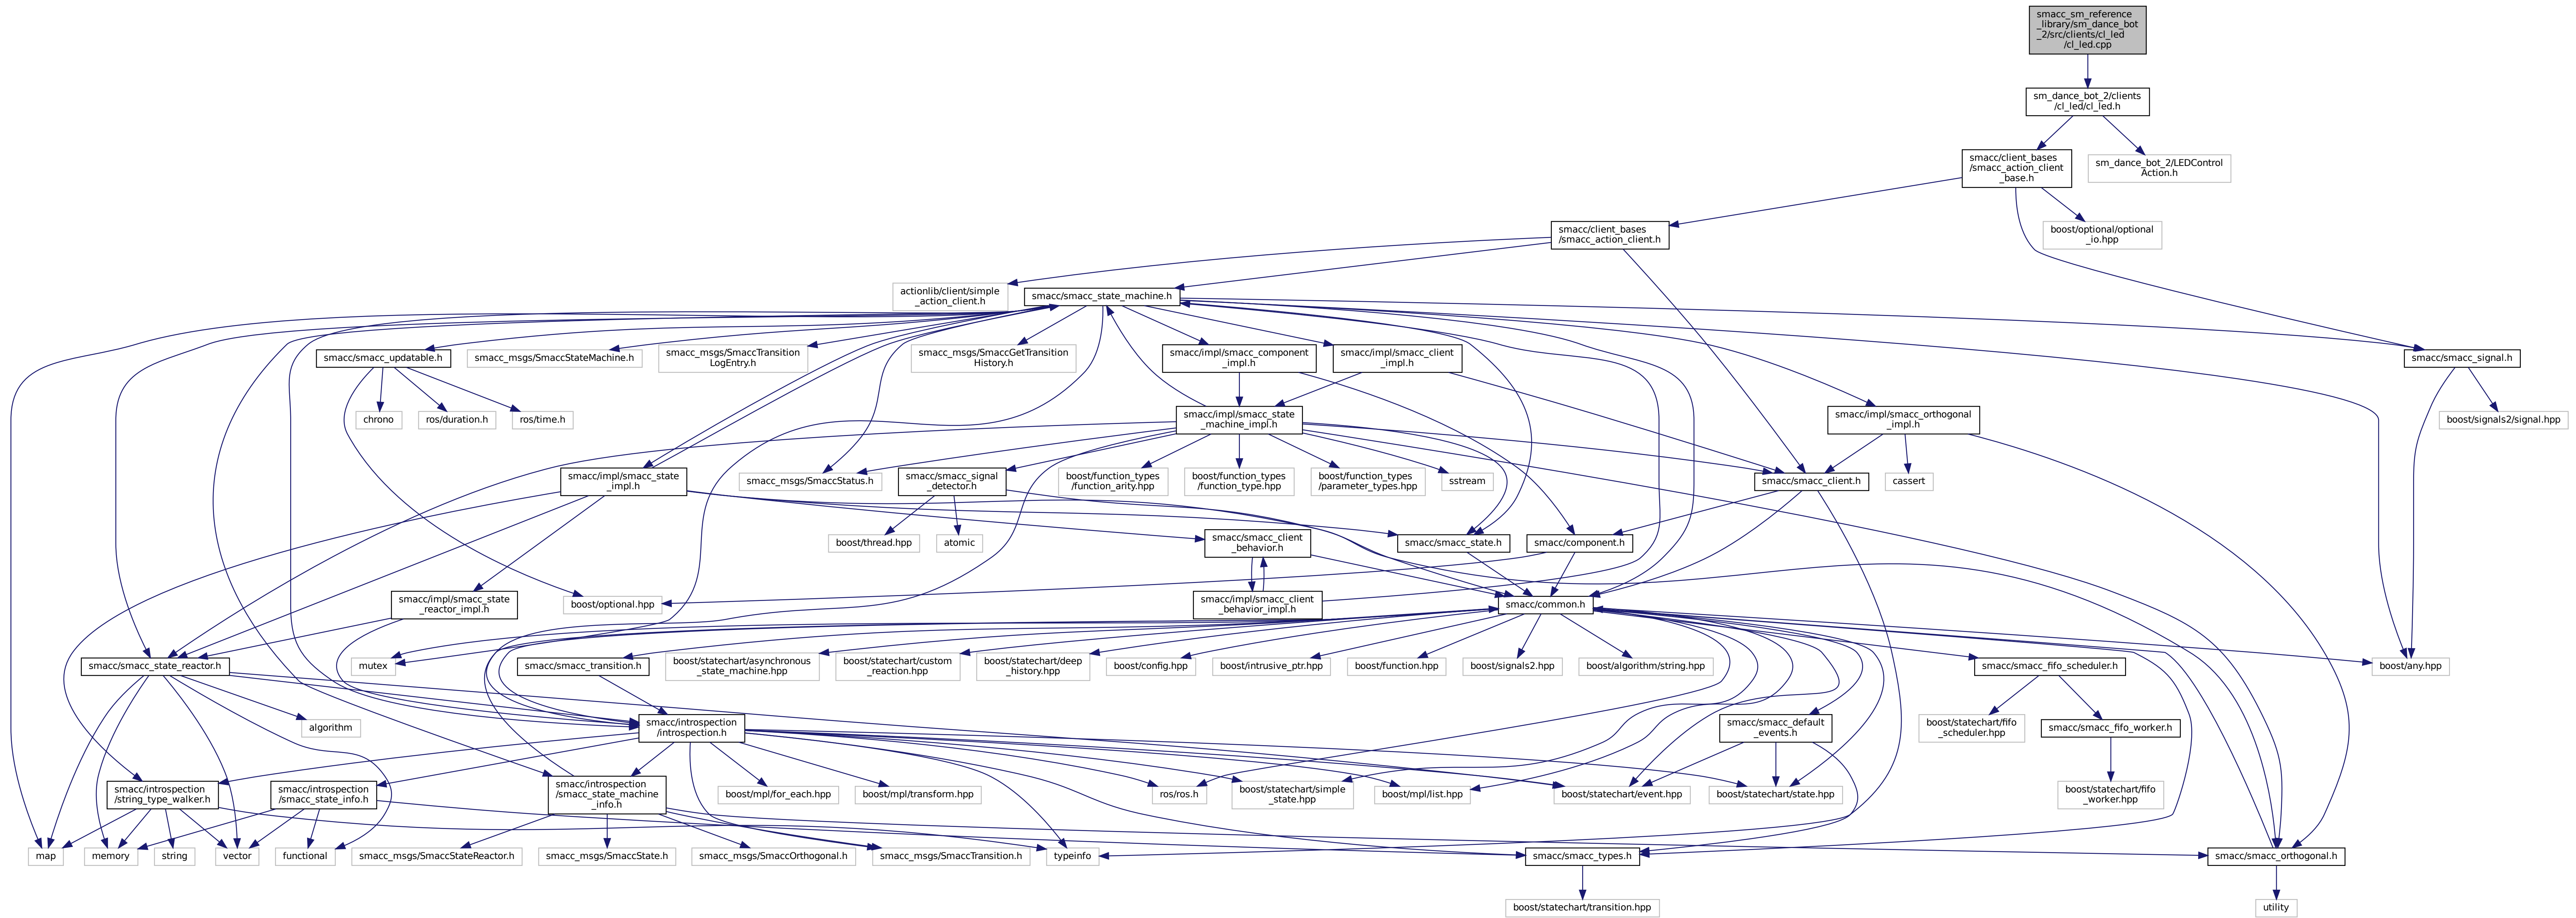 smacc_sm_reference
_library/sm_dance_bot
_2/src/clients/cl_led
/cl_led.cpp
sm_dance_bot_2/clients
/cl_led/cl_led.h
smacc/client_bases
/smacc_action_client
_base.h
sm_dance_bot_2/LEDControl
Action.h
smacc/client_bases
/smacc_action_client.h
boost/optional/optional
_io.hpp
actionlib/client/simple
_action_client.h
smacc/smacc_state_machine.h
smacc/smacc_updatable.h
smacc_msgs/SmaccStateMachine.h
smacc_msgs/SmaccTransition
LogEntry.h
smacc_msgs/SmaccGetTransition
History.h
smacc/impl/smacc_component
_impl.h
smacc/impl/smacc_client
_impl.h
smacc/smacc_signal.h
chrono
ros/duration.h
ros/time.h
smacc/impl/smacc_state
_machine_impl.h
smacc/impl/smacc_orthogonal
_impl.h
boost/signals2/signal.hpp
smacc/impl/smacc_state
_impl.h
smacc_msgs/SmaccStatus.h
smacc/smacc_signal
_detector.h
boost/function_types
/function_arity.hpp
boost/function_types
/function_type.hpp
boost/function_types
/parameter_types.hpp
sstream
smacc/smacc_client.h
cassert
boost/thread.hpp
atomic
smacc/smacc_client
_behavior.h
smacc/smacc_state.h
smacc/component.h
smacc/impl/smacc_state
_reactor_impl.h
boost/optional.hpp
smacc/impl/smacc_client
_behavior_impl.h
smacc/common.h
smacc/smacc_state_reactor.h
mutex
smacc/smacc_transition.h
boost/statechart/asynchronous
_state_machine.hpp
boost/statechart/custom
_reaction.hpp
boost/statechart/deep
_history.hpp
boost/config.hpp
boost/intrusive_ptr.hpp
boost/function.hpp
boost/signals2.hpp
boost/algorithm/string.hpp
smacc/smacc_fifo_scheduler.h
boost/any.hpp
algorithm
smacc/introspection
/introspection.h
smacc/smacc_default
_events.h
boost/statechart/fifo
_scheduler.hpp
smacc/smacc_fifo_worker.h
smacc/introspection
/string_type_walker.h
smacc/introspection
/smacc_state_info.h
smacc/introspection
/smacc_state_machine
_info.h
boost/mpl/for_each.hpp
boost/mpl/transform.hpp
ros/ros.h
boost/statechart/simple
_state.hpp
boost/mpl/list.hpp
boost/statechart/event.hpp
boost/statechart/state.hpp
boost/statechart/fifo
_worker.hpp
map
memory
string
vector
functional
smacc_msgs/SmaccStateReactor.h
smacc_msgs/SmaccState.h
smacc_msgs/SmaccOrthogonal.h
smacc_msgs/SmaccTransition.h
typeinfo
smacc/smacc_types.h
smacc/smacc_orthogonal.h
boost/statechart/transition.hpp
utility